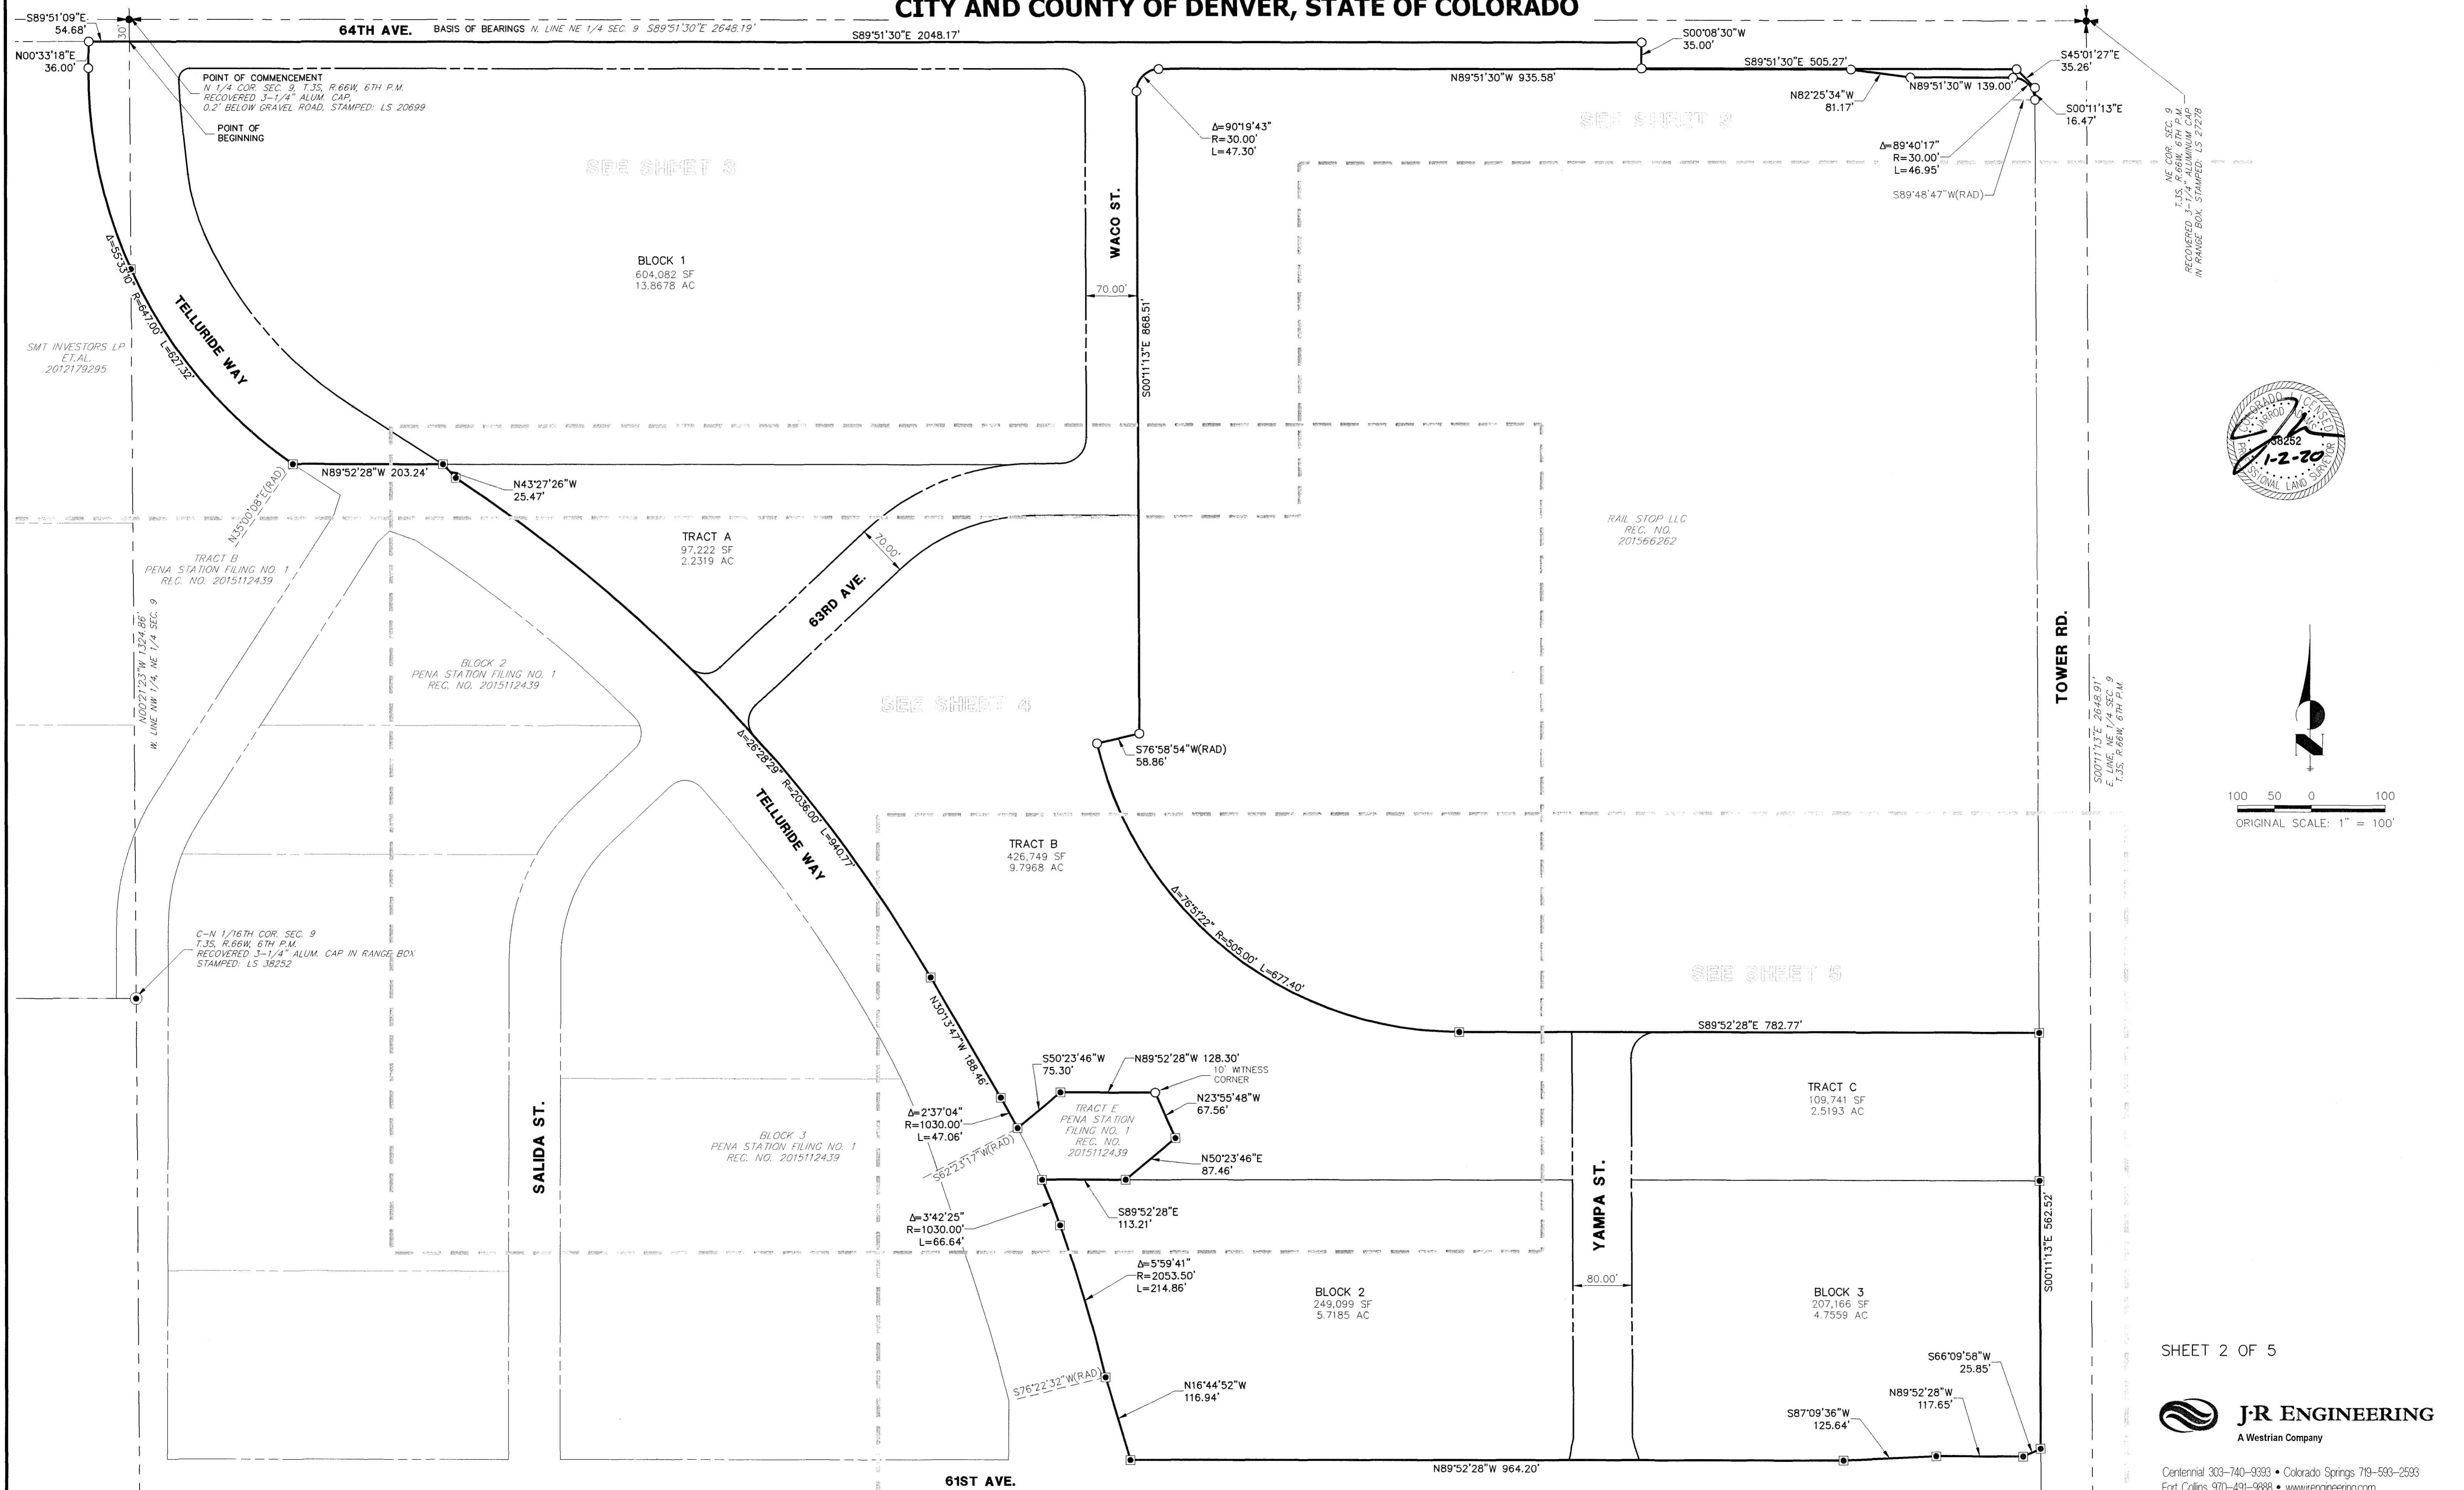 CITY AND COUNTY OF DENVER, STATE OF COLORADO
S89°51'09"E
54.68'
30'
64TH AVE.
BASIS OF BEARINGS N. LINE NE 1/4 SEC. 9 S89°51'30"E 2648.19'
S89°51'30"E 2048.17'
S00°08'30"W
35.00'
N00°33'18"E
36.00'
POINT OF COMMENCEMENT
N 1/4 COR. SEC. 9, T.3S, R.66W, 6TH P.M.
RECOVERED 3-1/4" ALUM. CAP,
0.2' BELOW GRAVEL ROAD, STAMPED: LS 20699
POINT OF
BEGINNING
N89°51'30"W 935.58'
S89°51'30"E 505.27'
S45°01'27"E
35.26'
N82°25'34"W
81.17'
N89°51'30"W 139.00'
S00°11'13"E
16.47'
Δ=90°19'43"
R=30.00'
L=47.30'
Δ=89°40'17"
R=30.00'
L=46.95'
S89°48'47"W(RAD)
NE COR. SEC. 9
T.3S, R.66W, 6TH P.M.
RECOVERED 3-1/4" ALUMINUM CAP
IN RANGE BOX, STAMPED: LS 27278
SEE SHEET 3
SEE SHEET 3
WACO ST.
BLOCK 1
604,082 SF
13.8678 AC
70.00'
S00°11'13"E 868.51'
Δ=55°33'10" R=647.00' L=627.32'
TELLURIDE WAY
SMT INVESTORS LP
ET.AL.
2012179295
N89°52'28"W 203.24'
N43°27'26"W
25.47'
N35°00'08"E(RAD)
COLORADO LICENSED
JARROD ADAMS
38252
1-2-20
PROFESSIONAL LAND SURVEYOR
TRACT A
97,222 SF
2.2319 AC
70.00'
63RD AVE.
RAIL STOP LLC
REC. NO.
201566262
TRACT B
PENA STATION FILING NO. 1
REC. NO. 2015112439
N00°21'23"W 1324.86'
W. LINE NW 1/4, NE 1/4 SEC. 9
BLOCK 2
PENA STATION FILING NO. 1
REC. NO. 2015112439
SEE SHEET 4
TOWER RD.
S00°11'13"E 2648.91'
E. LINE, NE 1/4 SEC. 9
T.3S, R.66W, 6TH P.M.
N
S76°58'54"W(RAD)
58.86'
Δ=26°28'29" R=2036.00' L=940.77'
TELLURIDE WAY
100 50 0 100
ORIGINAL SCALE: 1" = 100'
TRACT B
426,749 SF
9.7968 AC
Δ=76°51'22" R=505.00' L=677.40'
C-N 1/16TH COR. SEC. 9
T.3S, R.66W, 6TH P.M.
RECOVERED 3-1/4" ALUM. CAP IN RANGE BOX
STAMPED: LS 38252
SEE SHEET 5
N30°13'47"W 188.46'
S89°52'28"E 782.77'
S50°23'46"W
75.30'
N89°52'28"W 128.30'
10' WITNESS
CORNER
N23°55'48"W
67.56'
TRACT E
PENA STATION
FILING NO. 1
REC. NO.
2015112439
Δ=2°37'04"
R=1030.00'
L=47.06'
S62°23'17"W(RAD)
N50°23'46"E
87.46'
TRACT C
109,741 SF
2.5193 AC
SALIDA ST.
BLOCK 3
PENA STATION FILING NO. 1
REC. NO. 2015112439
YAMPA ST.
S89°52'28"E
113.21'
Δ=3°42'25"
R=1030.00'
L=66.64'
S00°11'13"E 562.52'
Δ=5°59'41"
R=2053.50'
L=214.86'
BLOCK 2
249,099 SF
5.7185 AC
80.00'
BLOCK 3
207,166 SF
4.7559 AC
S76°22'32"W(RAD)
N16°44'52"W
116.94'
S66°09'58"W
25.85'
N89°52'28"W
117.65'
S87°09'36"W
125.64'
N89°52'28"W 964.20'
61ST AVE.
SHEET 2 OF 5
J·R ENGINEERING
A Westrian Company
Centennial 303-740-9393 • Colorado Springs 719-593-2593
Fort Collins 970-491-9888 • www.jrengineering.com